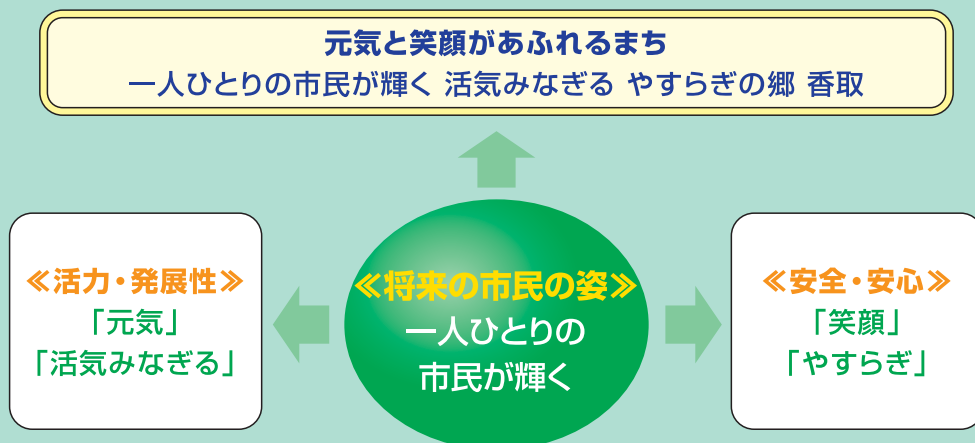 元気と笑顔があふれるまち
一人ひとりの市民が輝く 活気みなぎる やすらぎの郷 香取
≪活力・発展性≫
「元気」
「活気みなぎる」
≪将来の市民の姿≫
一人ひとりの
市民が輝く
≪安全・安心≫
「笑顔」
「やすらぎ」